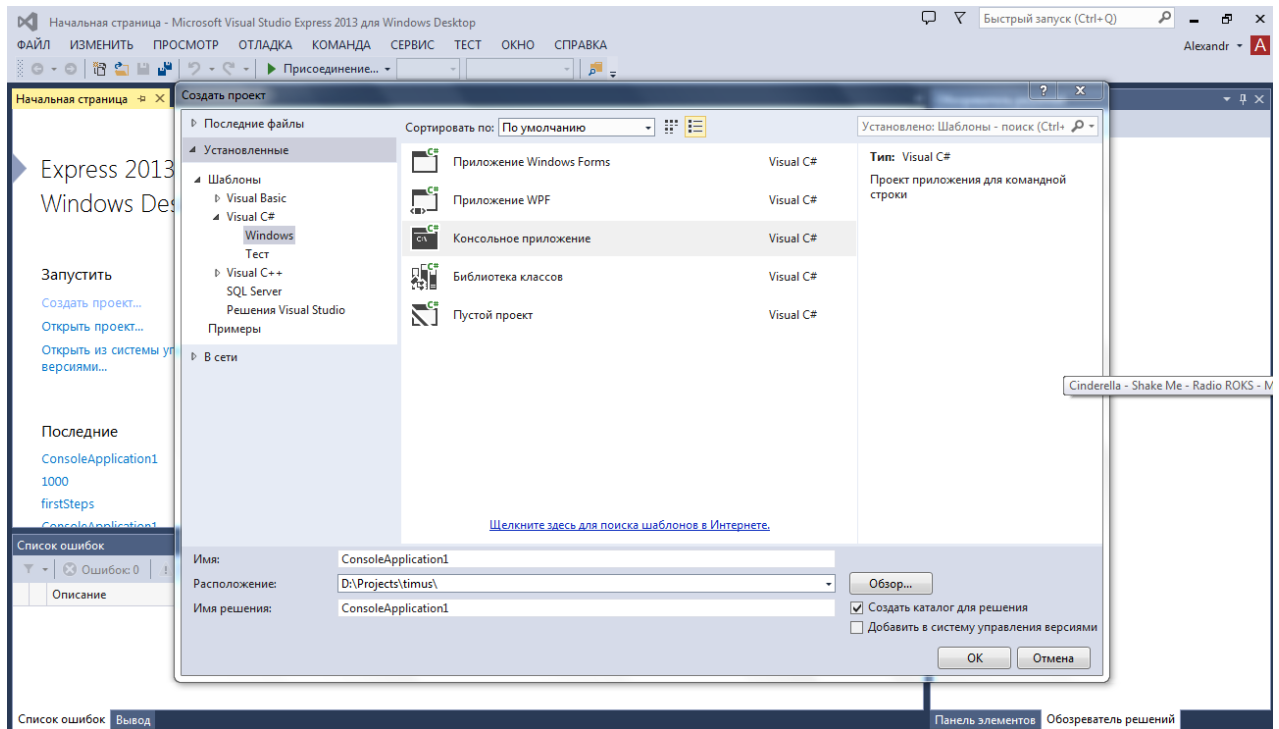 Начальная страница - Microsoft Visual Studio Express 2013 для Windows Desktop
Быстрый запуск (Ctrl+Q)
ФАЙЛ ИЗМЕНИТЬ ПРОСМОТР ОТЛАДКА КОМАНДА СЕРВИС ТЕСТ ОКНО СПРАВКА
Alexandr A
Присоединение...
Начальная страница
Express 2013
Windows Des
Запустить
Создать проект...
Открыть проект...
Открыть из системы уп
версиями...
Последние
ConsoleApplication1
1000
firstSteps
ConsoleApplication1
Создать проект
Последние файлы
Установленные
Шаблоны
Visual Basic
Visual C#
Windows
Тест
Visual C++
SQL Server
Решения Visual Studio
Примеры
В сети
Сортировать по: По умолчанию
Приложение Windows Forms Visual C#
Приложение WPF Visual C#
Консольное приложение Visual C#
Библиотека классов Visual C#
Пустой проект Visual C#
Щелкните здесь для поиска шаблонов в Интернете.
Установлено: Шаблоны - поиск (Ctrl+
Тип: Visual C#
Проект приложения для командной
строки
Cinderella - Shake Me - Radio ROKS - M
Имя: ConsoleApplication1
Расположение: D:\Projects\timus\
Обзор...
Имя решения: ConsoleApplication1
Создать каталог для решения
Добавить в систему управления версиями
OK Отмена
Список ошибок
Ошибок: 0
Описание
Список ошибок Вывод
Панель элементов Обозреватель решений